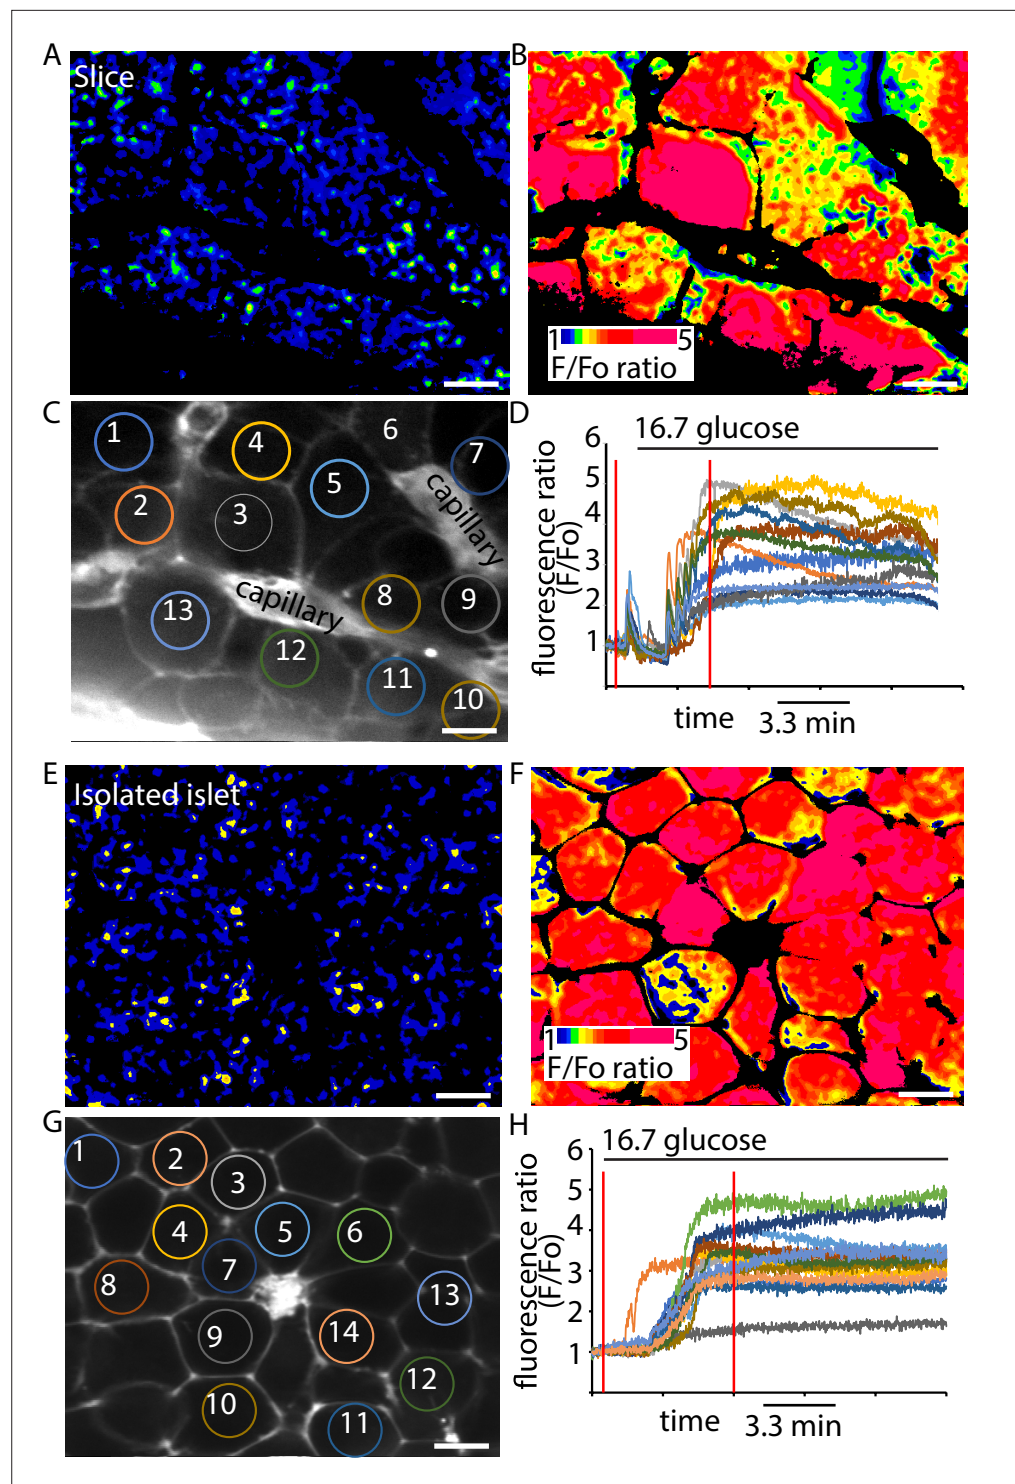 A
Slice
B
1 5
F/Fo ratio
C
1
2
3
4
5
6
7
8
9
10
11
12
13
capillary
capillary
D
16.7 glucose
fluorescence ratio
(F/Fo)
6
5
4
3
2
1
time
3.3 min
E
Isolated islet
F
1 5
F/Fo ratio
G
1
2
3
4
5
6
7
8
9
10
11
12
13
14
H
16.7 glucose
fluorescence ratio
(F/Fo)
6
5
4
3
2
1
time
3.3 min